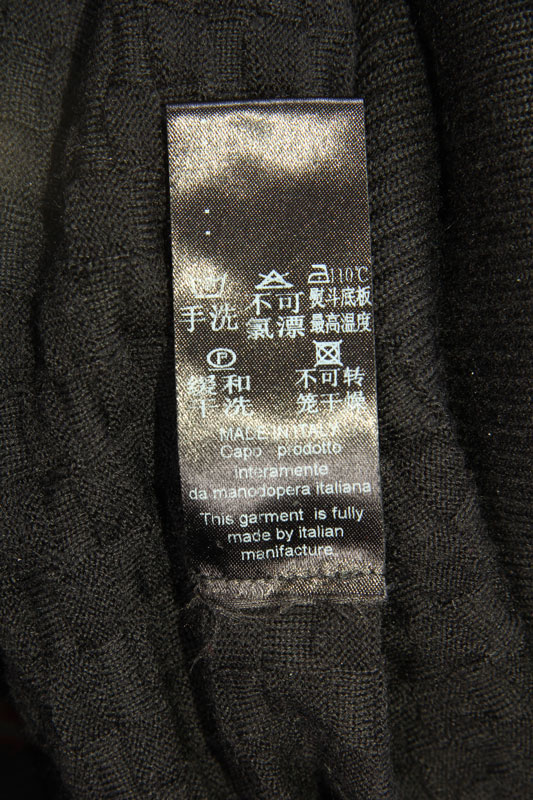 110℃
手洗 不可 熨斗底板
氯漂 最高温度
P
缓和 不可转
干洗 笼干燥
MADE IN ITALY
Capo prodotto
interamente
da manodopera italiana
This garment is fully
made by italian
manifacture